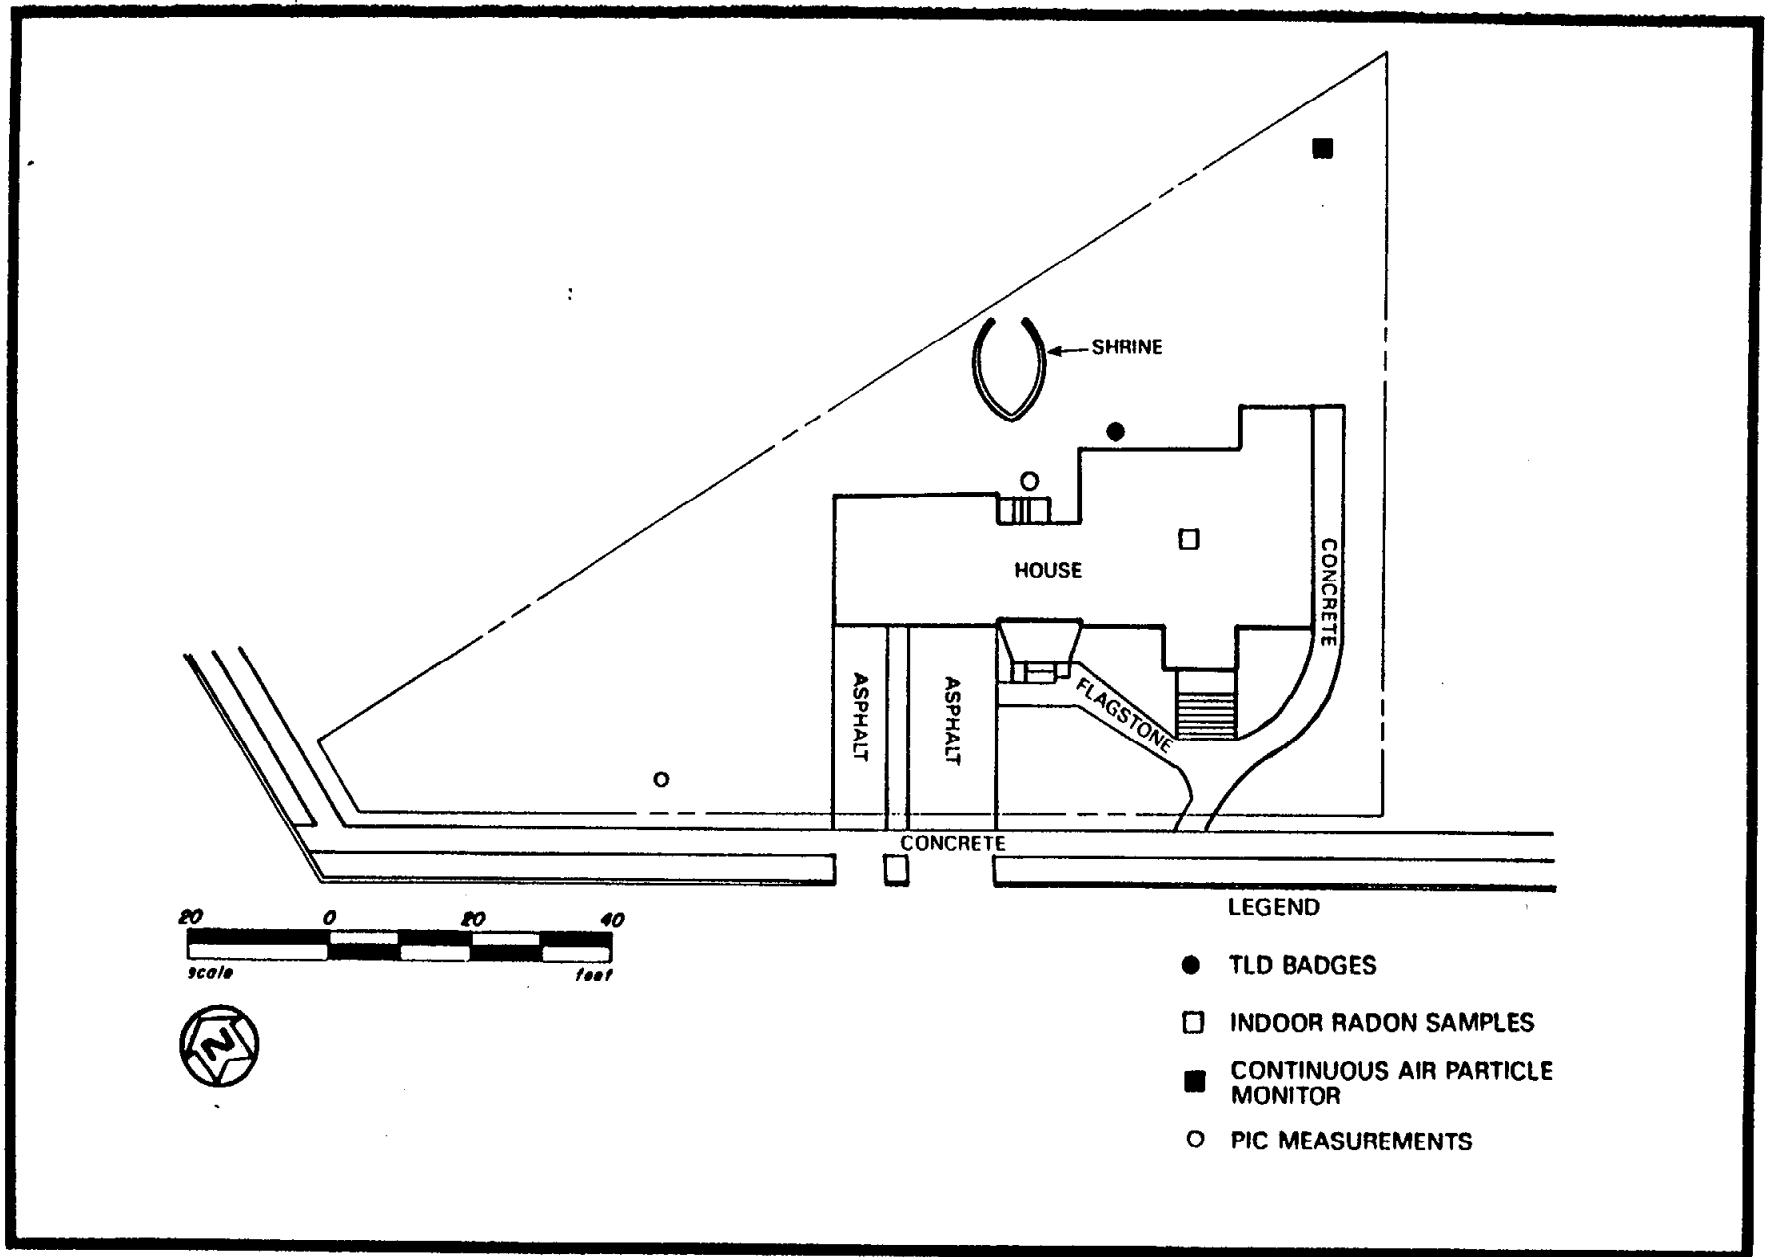 SHRINE
HOUSE
CONCRETE
ASPHALT
ASPHALT
FLAGSTONE
CONCRETE
20 0 20 40
scale feet
N
LEGEND
TLD BADGES
INDOOR RADON SAMPLES
CONTINUOUS AIR PARTICLE
MONITOR
PIC MEASUREMENTS